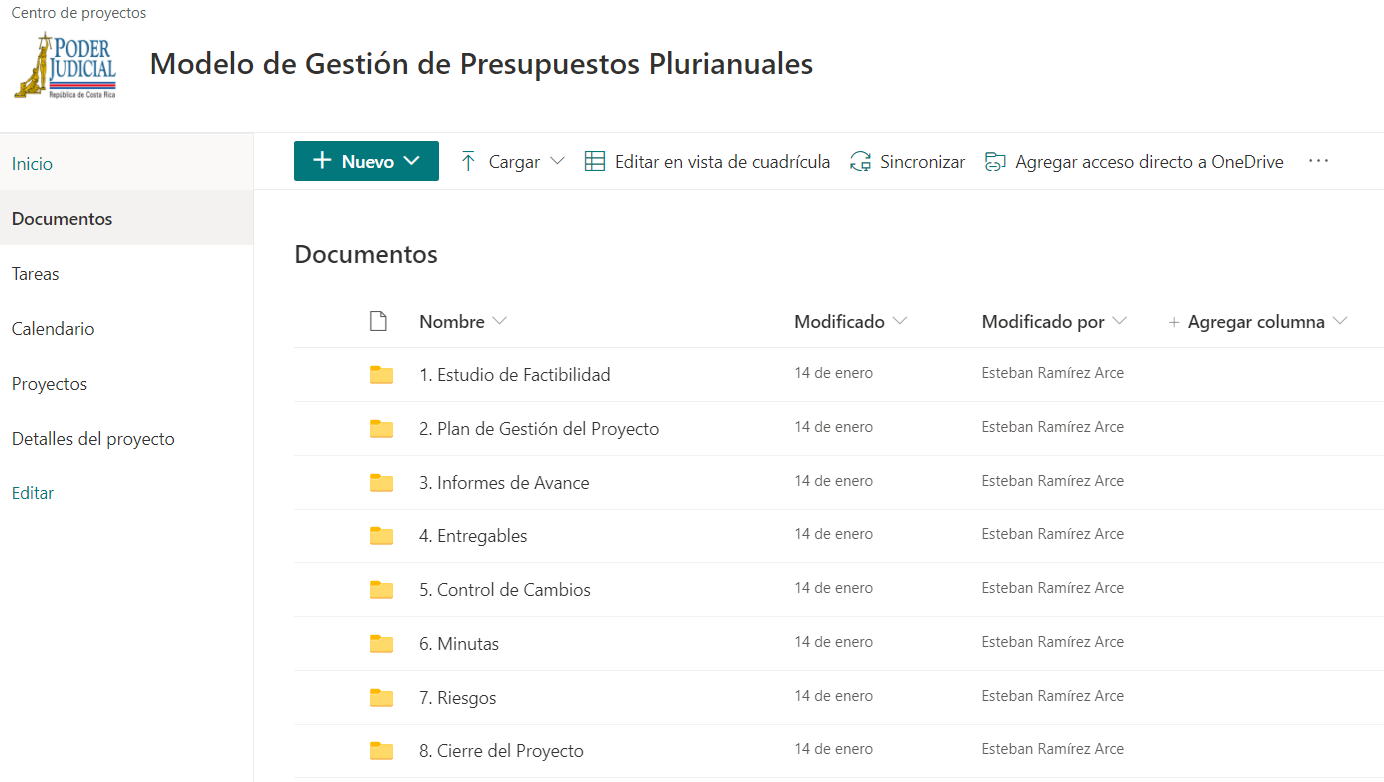 Centro de proyectos
PODER
JUDICIAL
República de Costa Rica
Modelo de Gestión de Presupuestos Plurianuales
Inicio
Documentos
Tareas
Calendario
Proyectos
Detalles del proyecto
Editar
+ Nuevo
Cargar
Editar en vista de cuadrícula
Sincronizar
Agregar acceso directo a OneDrive
...
Documentos
Nombre Modificado Modificado por + Agregar columna
1. Estudio de Factibilidad 14 de enero Esteban Ramírez Arce
2. Plan de Gestión del Proyecto 14 de enero Esteban Ramírez Arce
3. Informes de Avance 14 de enero Esteban Ramírez Arce
4. Entregables 14 de enero Esteban Ramírez Arce
5. Control de Cambios 14 de enero Esteban Ramírez Arce
6. Minutas 14 de enero Esteban Ramírez Arce
7. Riesgos 14 de enero Esteban Ramírez Arce
8. Cierre del Proyecto 14 de enero Esteban Ramírez Arce